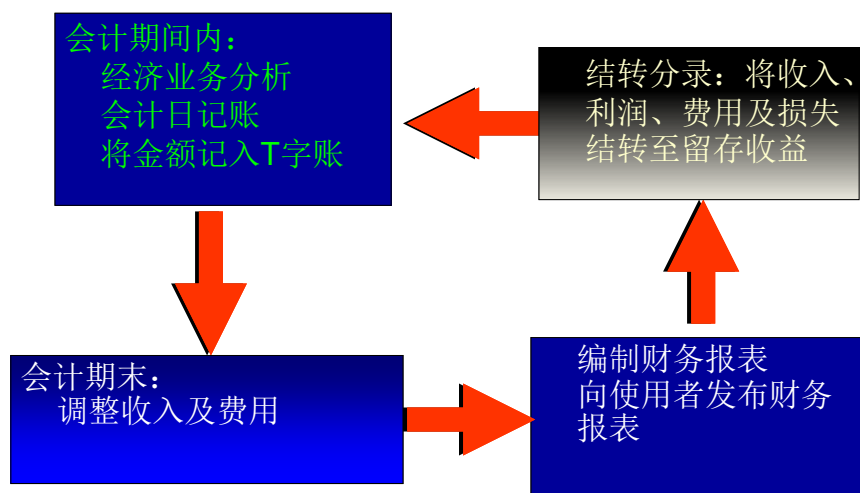 会计期间内：
经济业务分析
会计日记账
将金额记入T字账
结转分录：将收入、
利润、费用及损失
结转至留存收益
会计期末：
调整收入及费用
编制财务报表
向使用者发布财务
报表